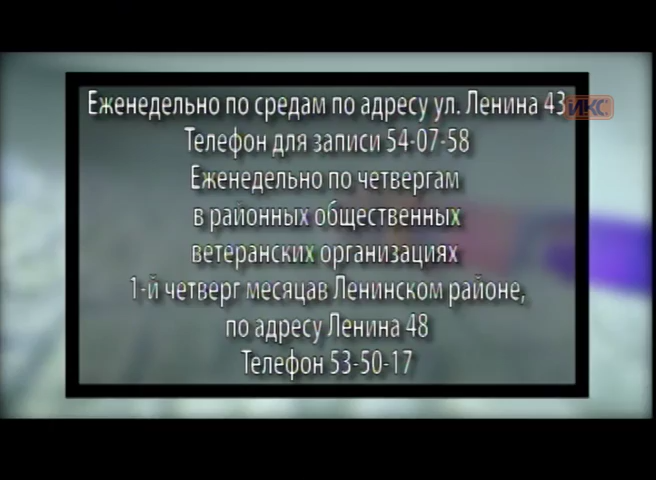 Еженедельно по средам по адресу ул. Ленина 43
ИКС
Телефон для записи 54-07-58
Еженедельно по четвергам
в районных общественных
ветеранских организациях
1-й четверг месяцав Ленинском районе,
по адресу Ленина 48
Телефон 53-50-17